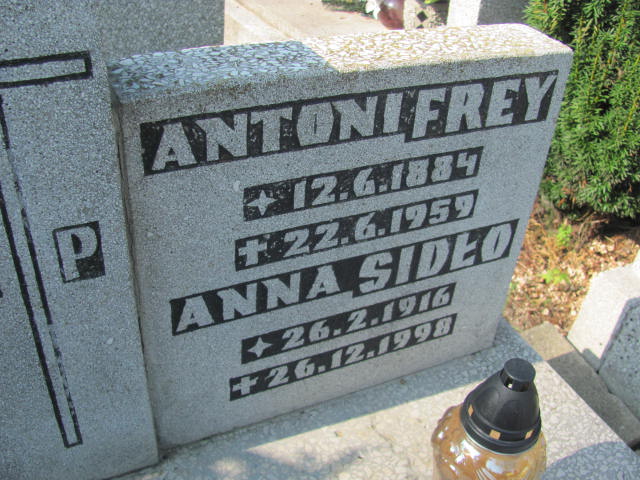 P
ANTONI FREY
✦ 12.6.1884
✝ 22.6.1959
ANNA SIDŁO
✦ 26.2.1916
✝ 26.12.1998